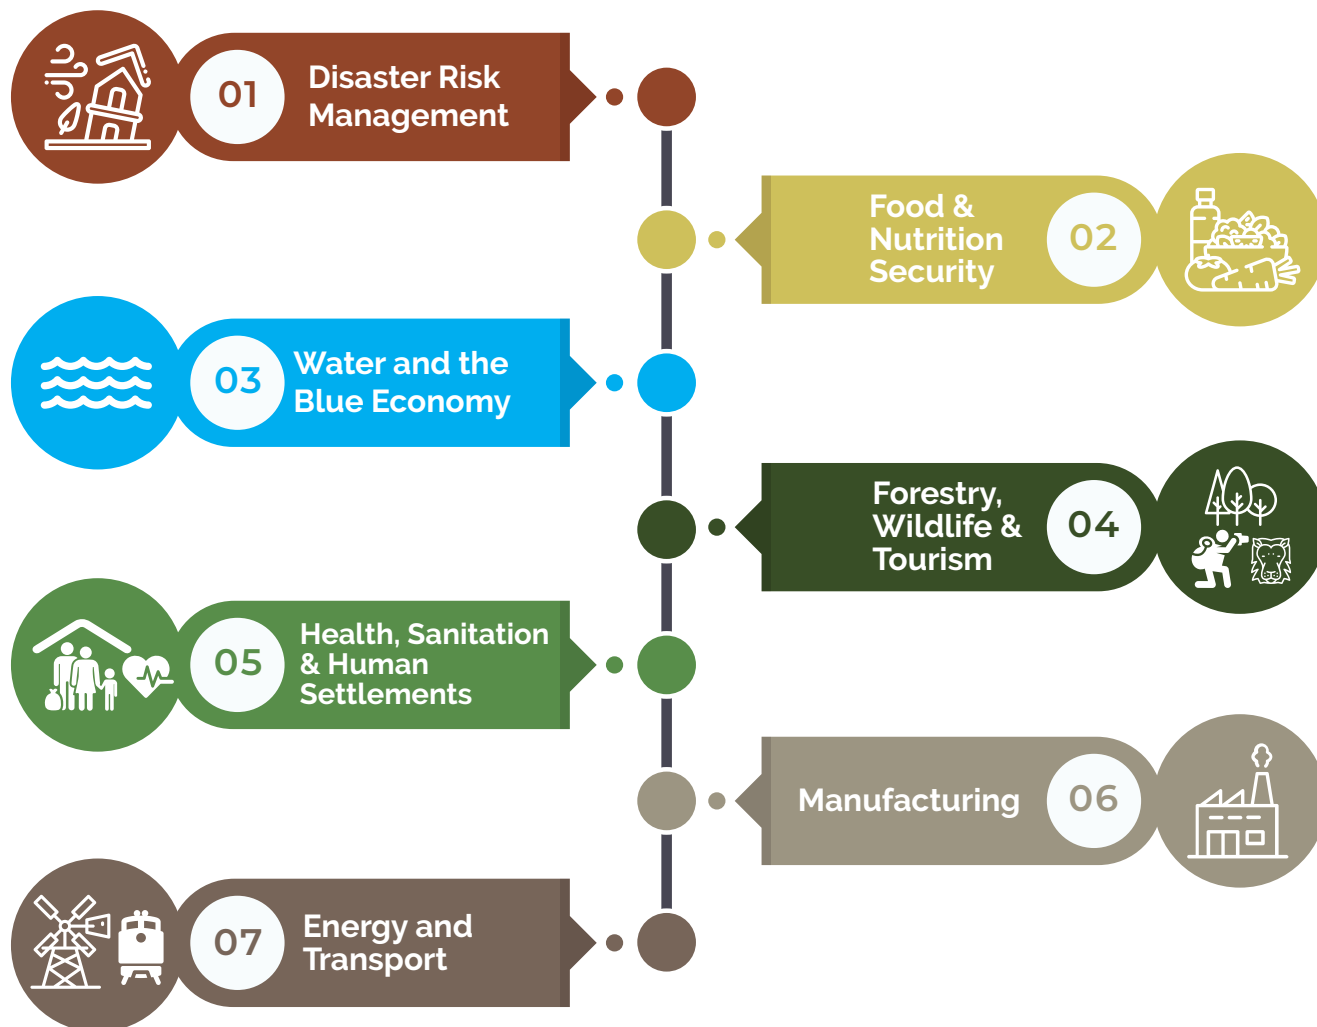 01
Disaster Risk
Management
Food &
Nutrition
Security
02
03
Water and the
Blue Economy
Forestry,
Wildlife &
Tourism
04
05
Health, Sanitation
& Human
Settlements
Manufacturing
06
07
Energy and
Transport